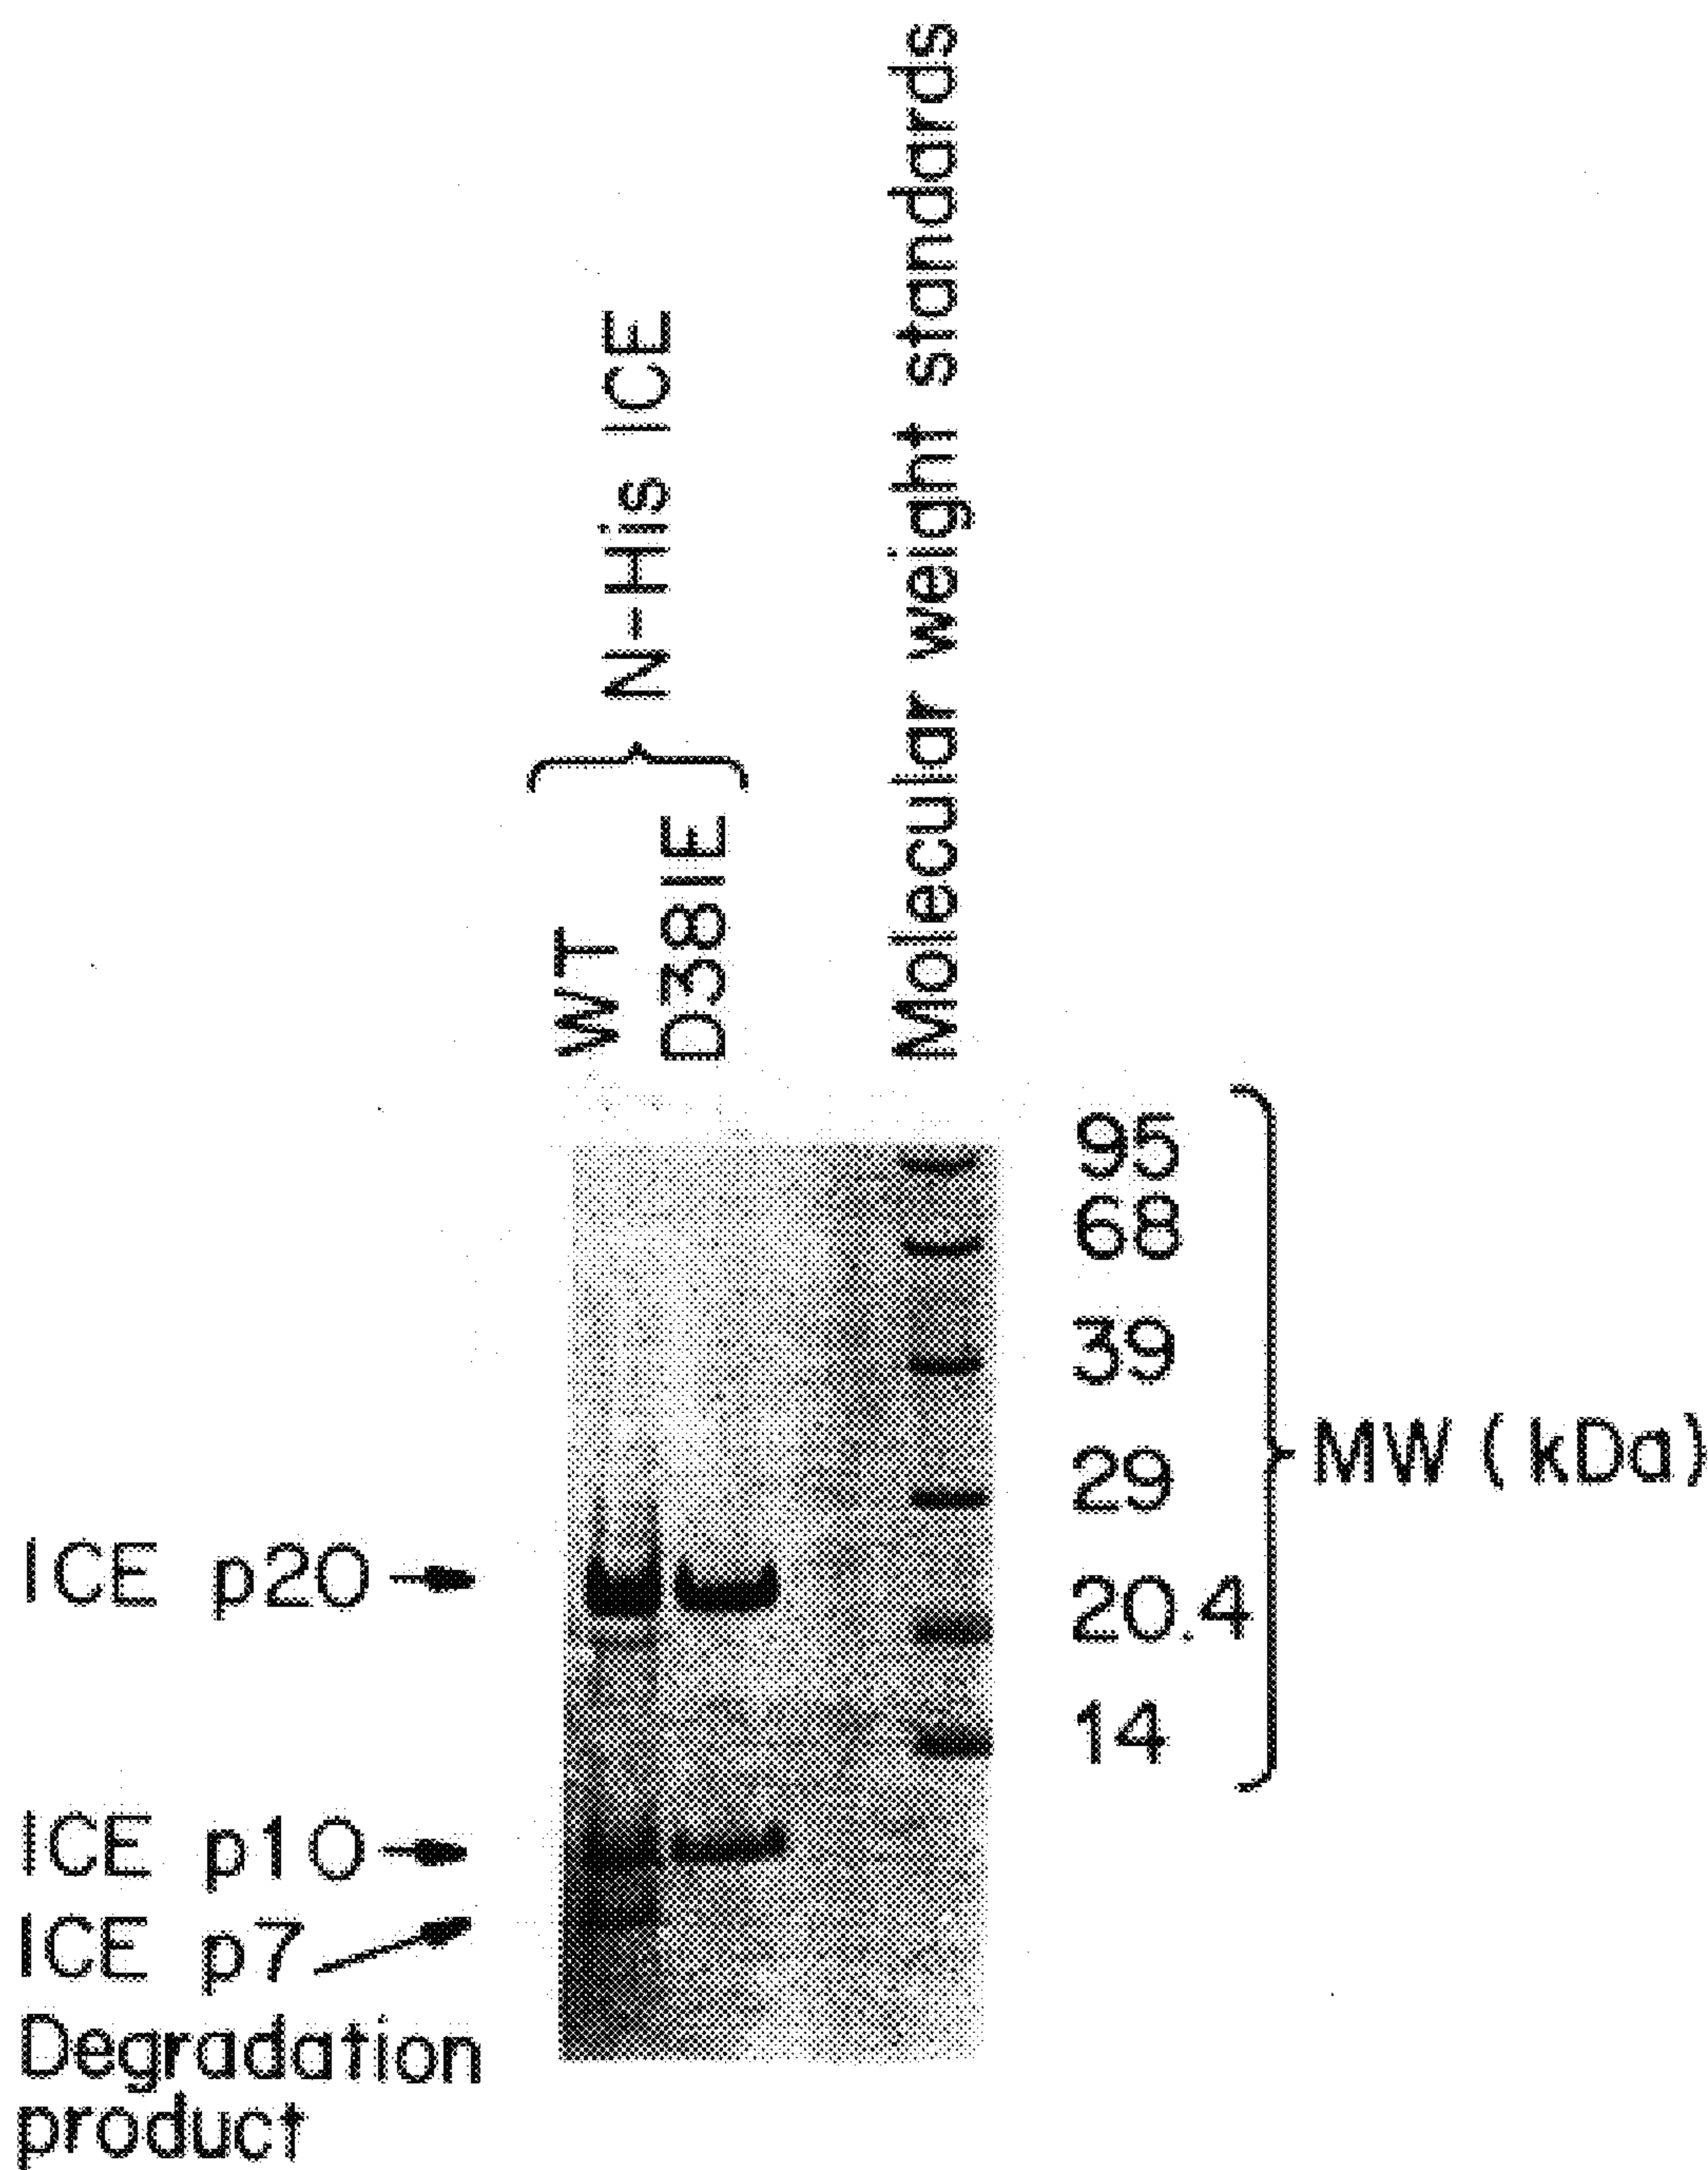 Molecular weight standards
N-His ICE
WT
D381E
95
68
39
29
20.4
14
MW (kDa)
ICE p20
ICE p10
ICE p7
Degradation
product